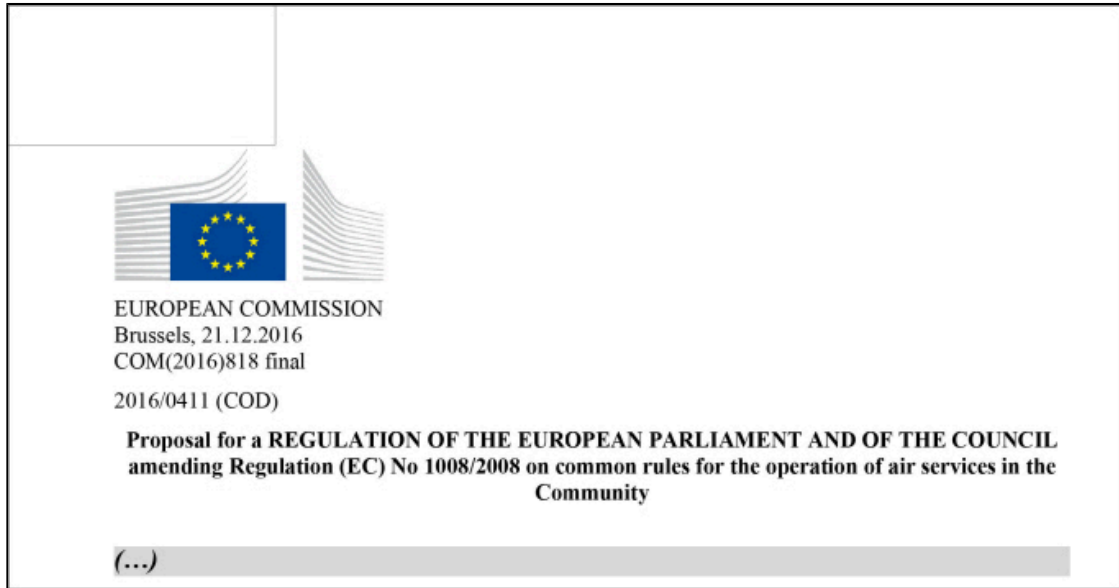 EUROPEAN COMMISSION
Brussels, 21.12.2016
COM(2016)818 final
2016/0411 (COD)
Proposal for a REGULATION OF THE EUROPEAN PARLIAMENT AND OF THE COUNCIL
amending Regulation (EC) No 1008/2008 on common rules for the operation of air services in the
Community
(…)